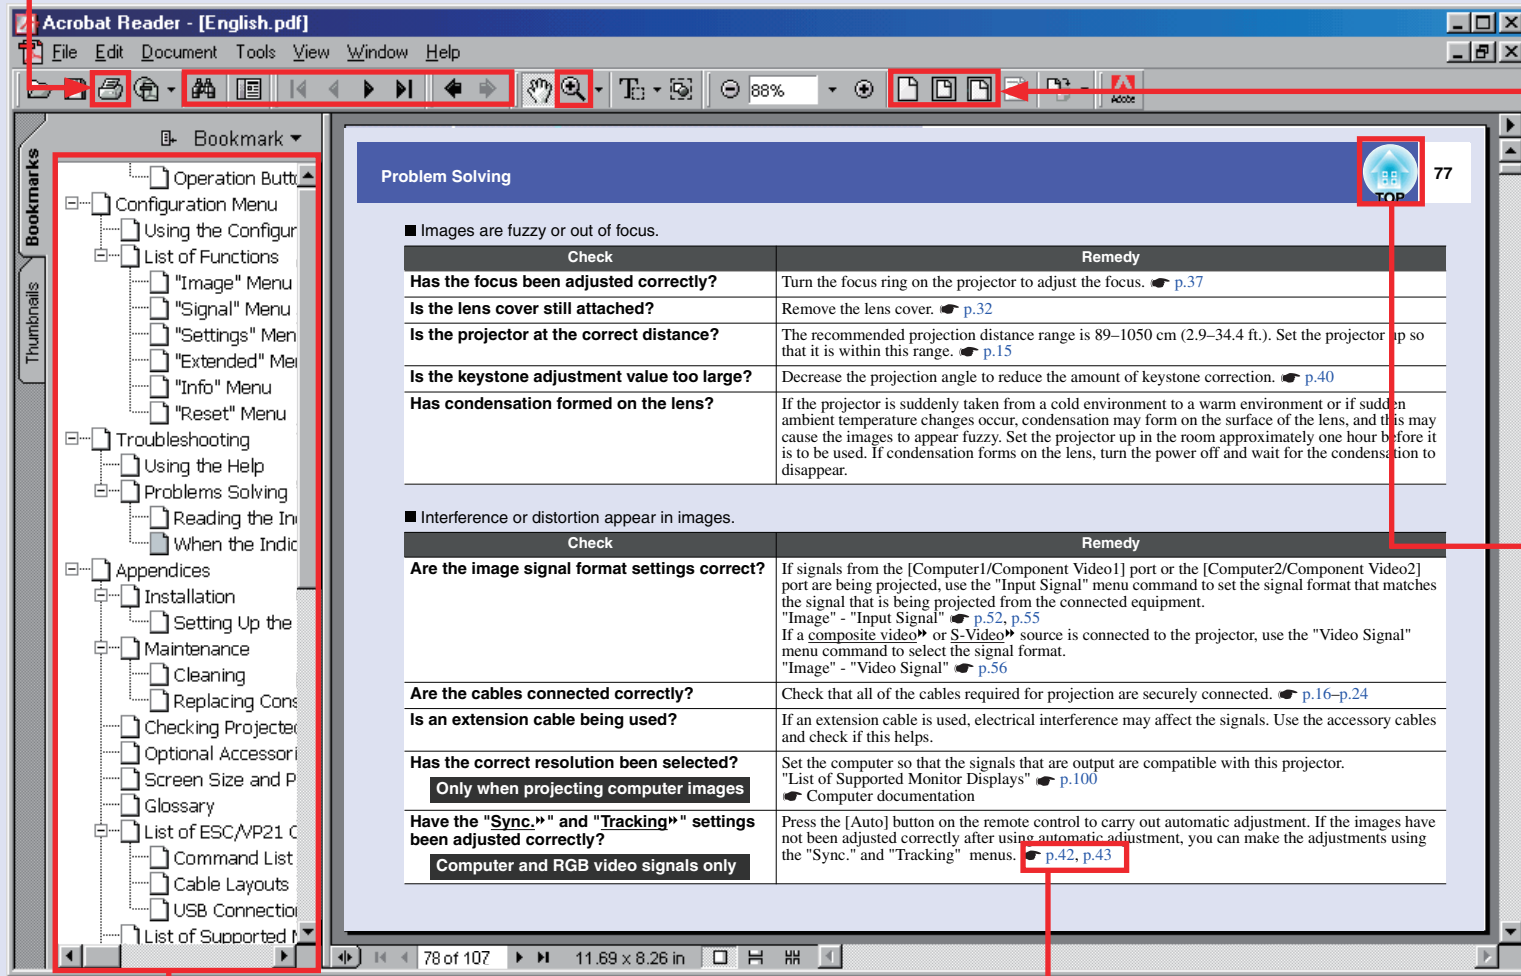 Acrobat Reader - [English.pdf]
File Edit Document Tools View Window Help
88%
Adobe
Bookmarks
Thumbnails
Bookmark
Operation Butto
Configuration Menu
Using the Configur
List of Functions
"Image" Menu
"Signal" Menu
"Settings" Men
"Extended" Me
"Info" Menu
"Reset" Menu
Troubleshooting
Using the Help
Problems Solving
Reading the In
When the Indic
Appendices
Installation
Setting Up the
Maintenance
Cleaning
Replacing Cons
Checking Projected
Optional Accessori
Screen Size and P
Glossary
List of ESC/VP21 C
Command List
Cable Layouts
USB Connection
List of Supported M
Problem Solving
TOP
77
■ Images are fuzzy or out of focus.
Check Remedy
Has the focus been adjusted correctly? Turn the focus ring on the projector to adjust the focus. ☛ p.37
Is the lens cover still attached? Remove the lens cover. ☛ p.32
Is the projector at the correct distance? The recommended projection distance range is 89–1050 cm (2.9–34.4 ft.). Set the projector up so
that it is within this range. ☛ p.15
Is the keystone adjustment value too large? Decrease the projection angle to reduce the amount of keystone correction. ☛ p.40
Has condensation formed on the lens? If the projector is suddenly taken from a cold environment to a warm environment or if sudden
ambient temperature changes occur, condensation may form on the surface of the lens, and this may
cause the images to appear fuzzy. Set the projector up in the room approximately one hour before it
is to be used. If condensation forms on the lens, turn the power off and wait for the condensation to
disappear.
■ Interference or distortion appear in images.
Check Remedy
Are the image signal format settings correct? If signals from the [Computer1/Component Video1] port or the [Computer2/Component Video2]
port are being projected, use the "Input Signal" menu command to set the signal format that matches
the signal that is being projected from the connected equipment.
"Image" - "Input Signal" ☛ p.52, p.55
If a composite video or S-Video source is connected to the projector, use the "Video Signal"
menu command to select the signal format.
"Image" - "Video Signal" ☛ p.56
Are the cables connected correctly? Check that all of the cables required for projection are securely connected. ☛ p.16–p.24
Is an extension cable being used? If an extension cable is used, electrical interference may affect the signals. Use the accessory cables
and check if this helps.
Has the correct resolution been selected? Set the computer so that the signals that are output are compatible with this projector.
Only when projecting computer images "List of Supported Monitor Displays" ☛ p.100
☛ Computer documentation
Have the "Sync." and "Tracking" settings Press the [Auto] button on the remote control to carry out automatic adjustment. If the images have
been adjusted correctly? not been adjusted correctly after using automatic adjustment, you can make the adjustments using
Computer and RGB video signals only the "Sync." and "Tracking" menus. ☛ p.42, p.43
78 of 107 11.69 x 8.26 in